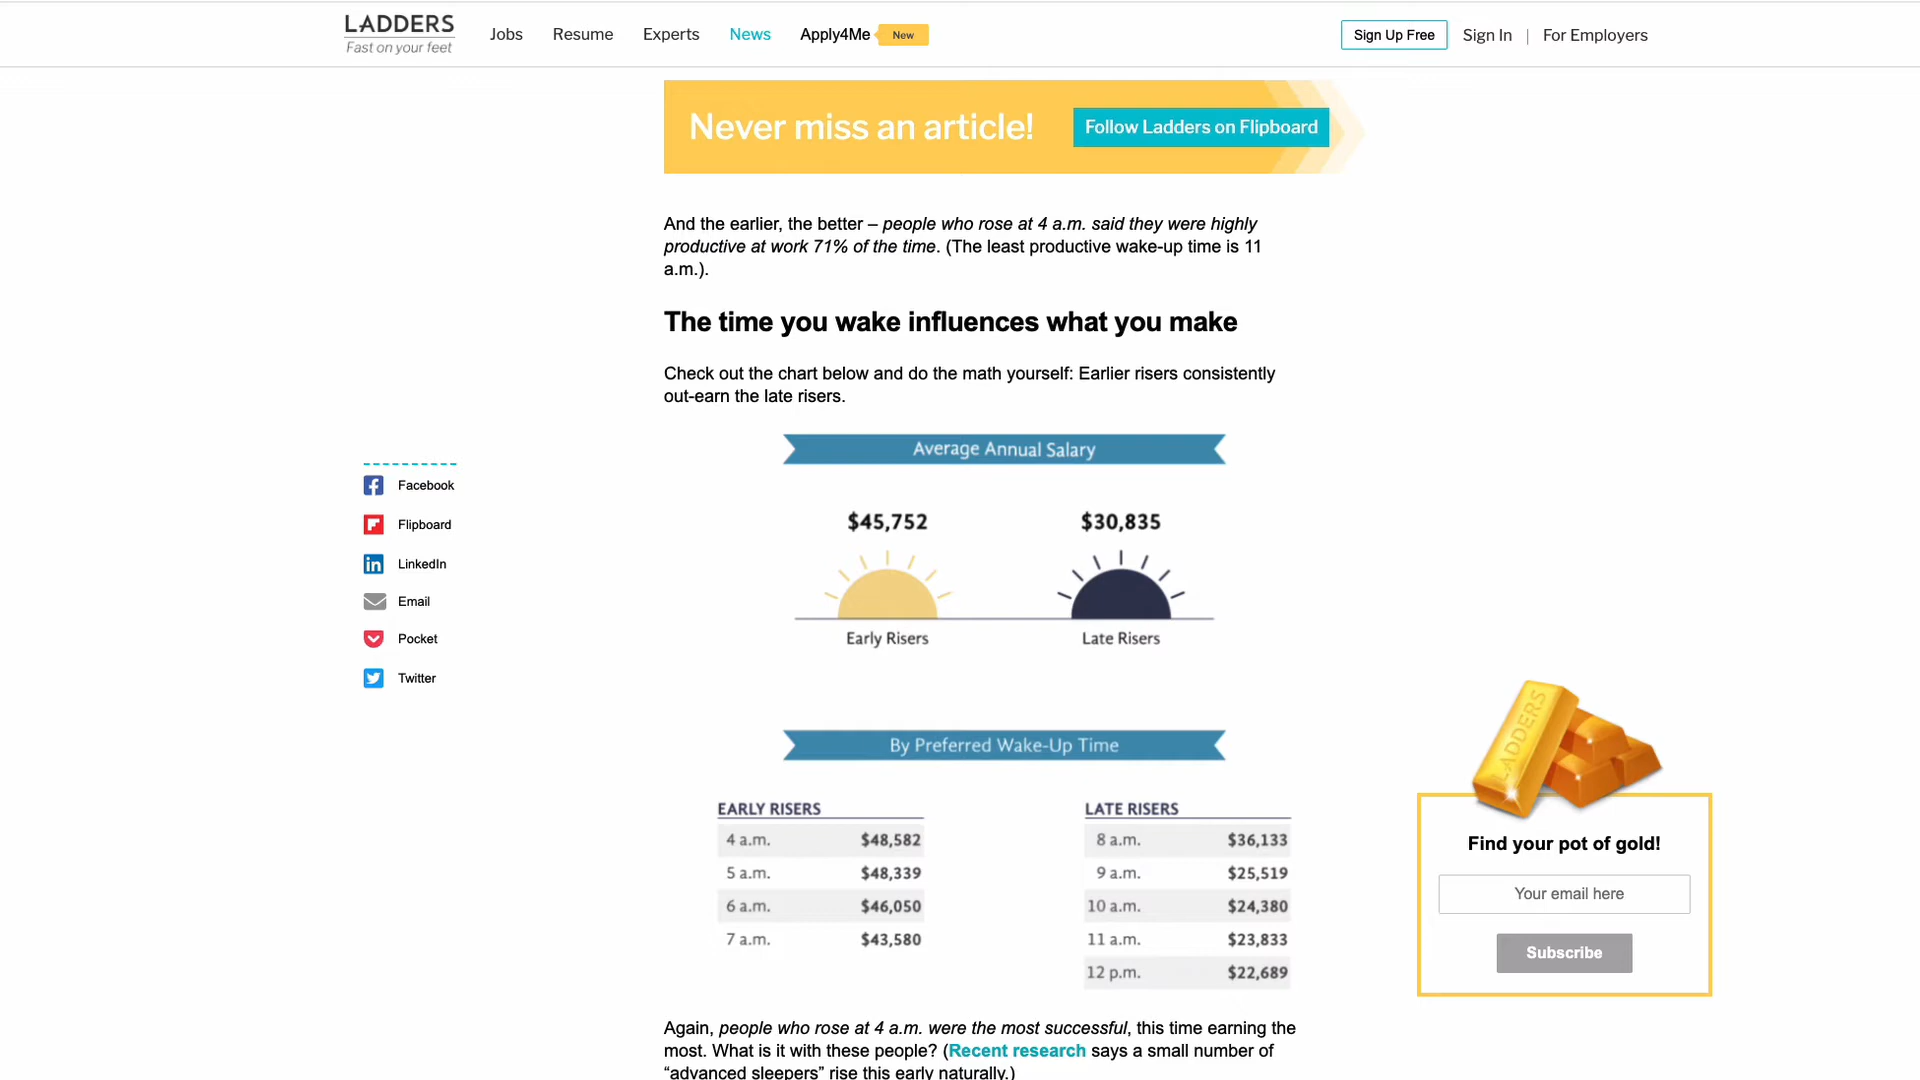 LADDERS
Fast on your feet
Jobs Resume Experts News Apply4Me New
Sign Up Free Sign In | For Employers
Never miss an article! Follow Ladders on Flipboard
And the earlier, the better – people who rose at 4 a.m. said they were highly
productive at work 71% of the time. (The least productive wake-up time is 11
a.m.).
The time you wake influences what you make
Check out the chart below and do the math yourself: Earlier risers consistently
out-earn the late risers.
Facebook
Flipboard
LinkedIn
Email
Pocket
Twitter
Average Annual Salary
$45,752 $30,835
Early Risers Late Risers
By Preferred Wake-Up Time
EARLY RISERS
4 a.m. $48,582
5 a.m. $48,339
6 a.m. $46,050
7 a.m. $43,580
LATE RISERS
8 a.m. $36,133
9 a.m. $25,519
10 a.m. $24,380
11 a.m. $23,833
12 p.m. $22,689
LADDERS
Find your pot of gold!
Your email here
Subscribe
Again, people who rose at 4 a.m. were the most successful, this time earning the
most. What is it with these people? (Recent research says a small number of
“advanced sleepers” rise this early naturally.)